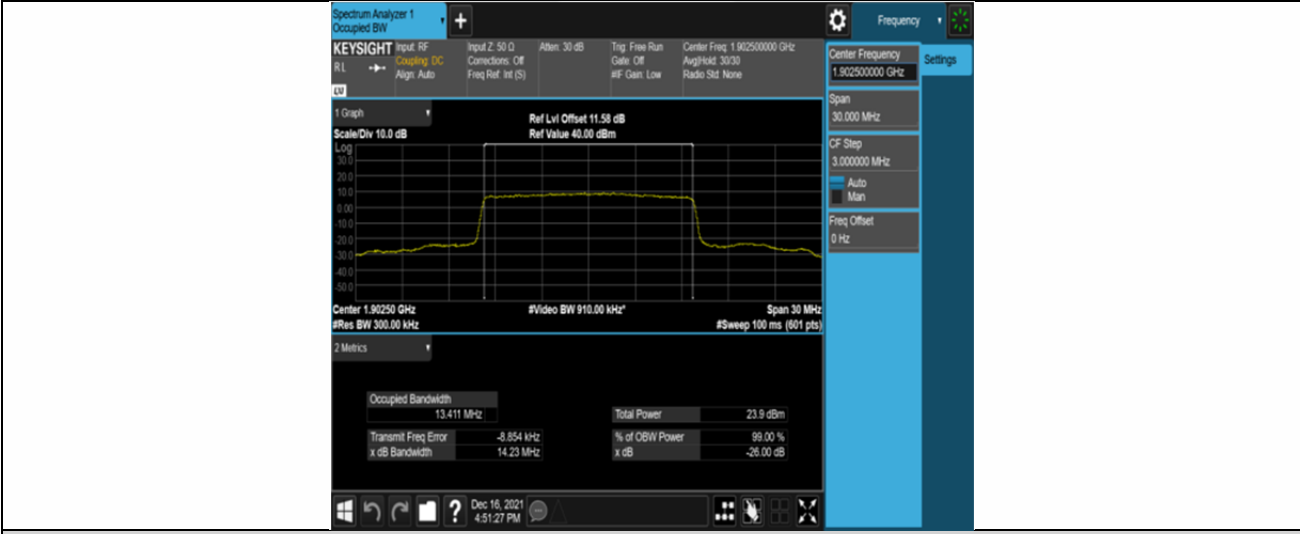 Spectrum Analyzer 1
Occupied BW
+
Frequency
KEYSIGHT
RL
Input: RF
Coupling: DC
Align: Auto
Input Z: 50 Ω
Corrections: Off
Freq Ref: Int (S)
Atten: 30 dB
Trig: Free Run
Gate: Off
#IF Gain: Low
Center Freq: 1.902500000 GHz
Avg|Hold: 30/30
Radio Std: None
Center Frequency
1.902500000 GHz
Settings
Span
30.000 MHz
CF Step
3.000000 MHz
Auto
Man
Freq Offset
0 Hz
1 Graph
Scale/Div 10.0 dB
Ref Lvl Offset 11.58 dB
Ref Value 40.00 dBm
Log
30.0
20.0
10.0
0.00
-10.0
-20.0
-30.0
-40.0
-50.0
Center 1.90250 GHz
#Video BW 910.00 kHz*
Span 30 MHz
#Res BW 300.00 kHz
#Sweep 100 ms (601 pts)
2 Metrics
Occupied Bandwidth
13.411 MHz
Total Power 23.9 dBm
Transmit Freq Error -8.854 kHz
% of OBW Power 99.00 %
x dB Bandwidth 14.23 MHz
x dB -26.00 dB
?
Dec 16, 2021
4:51:27 PM